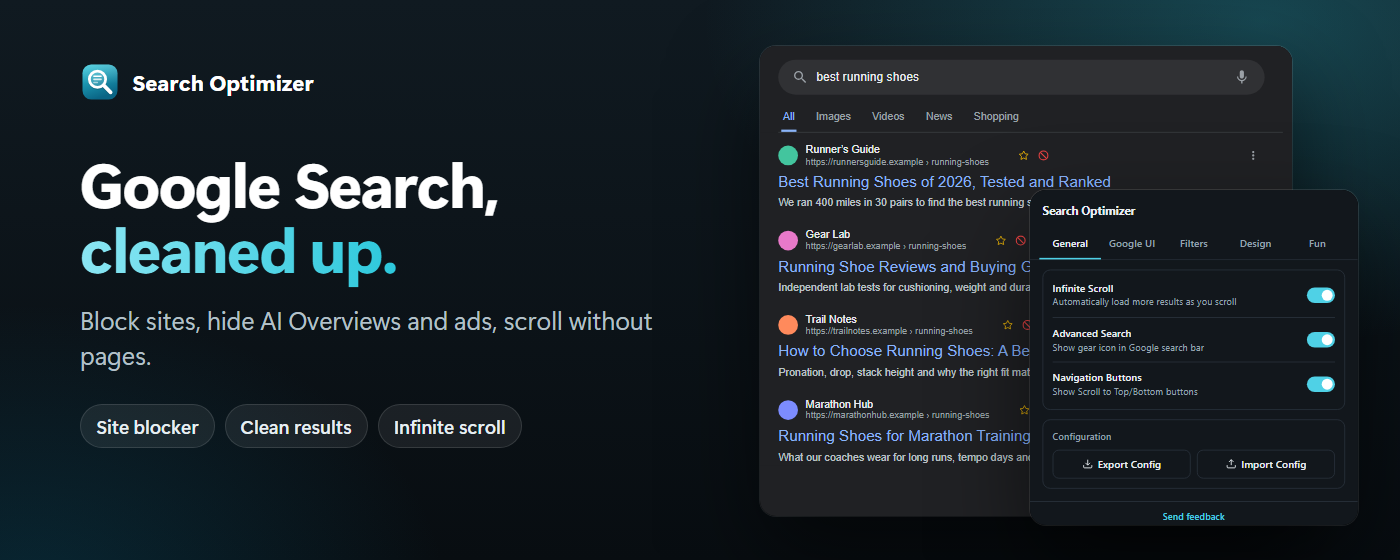 Search Optimizer
Google Search,
cleaned up.
Block sites, hide AI Overviews and ads, scroll without
pages.
Site blocker
Clean results
Infinite scroll
best running shoes
All Images Videos News Shopping
Runner's Guide
https://runnersguide.example › running-shoes
Best Running Shoes of 2026, Tested and Ranked
We ran 400 miles in 30 pairs to find the best running
Gear Lab
https://gearlab.example › running-shoes
Running Shoe Reviews and Buying
Independent lab tests for cushioning, weight and
Trail Notes
https://trailnotes.example › running-shoes
How to Choose Running Shoes: A
Pronation, drop, stack height and why the right fit
Marathon Hub
https://marathonhub.example › running-shoes
Running Shoes for Marathon Training
What our coaches wear for long runs, tempo days
Search Optimizer
General Google UI Filters Design Fun
Infinite Scroll
Automatically load more results as you scroll
Advanced Search
Show gear icon in Google search bar
Navigation Buttons
Show Scroll to Top/Bottom buttons
Configuration
Export Config
Import Config
Send feedback